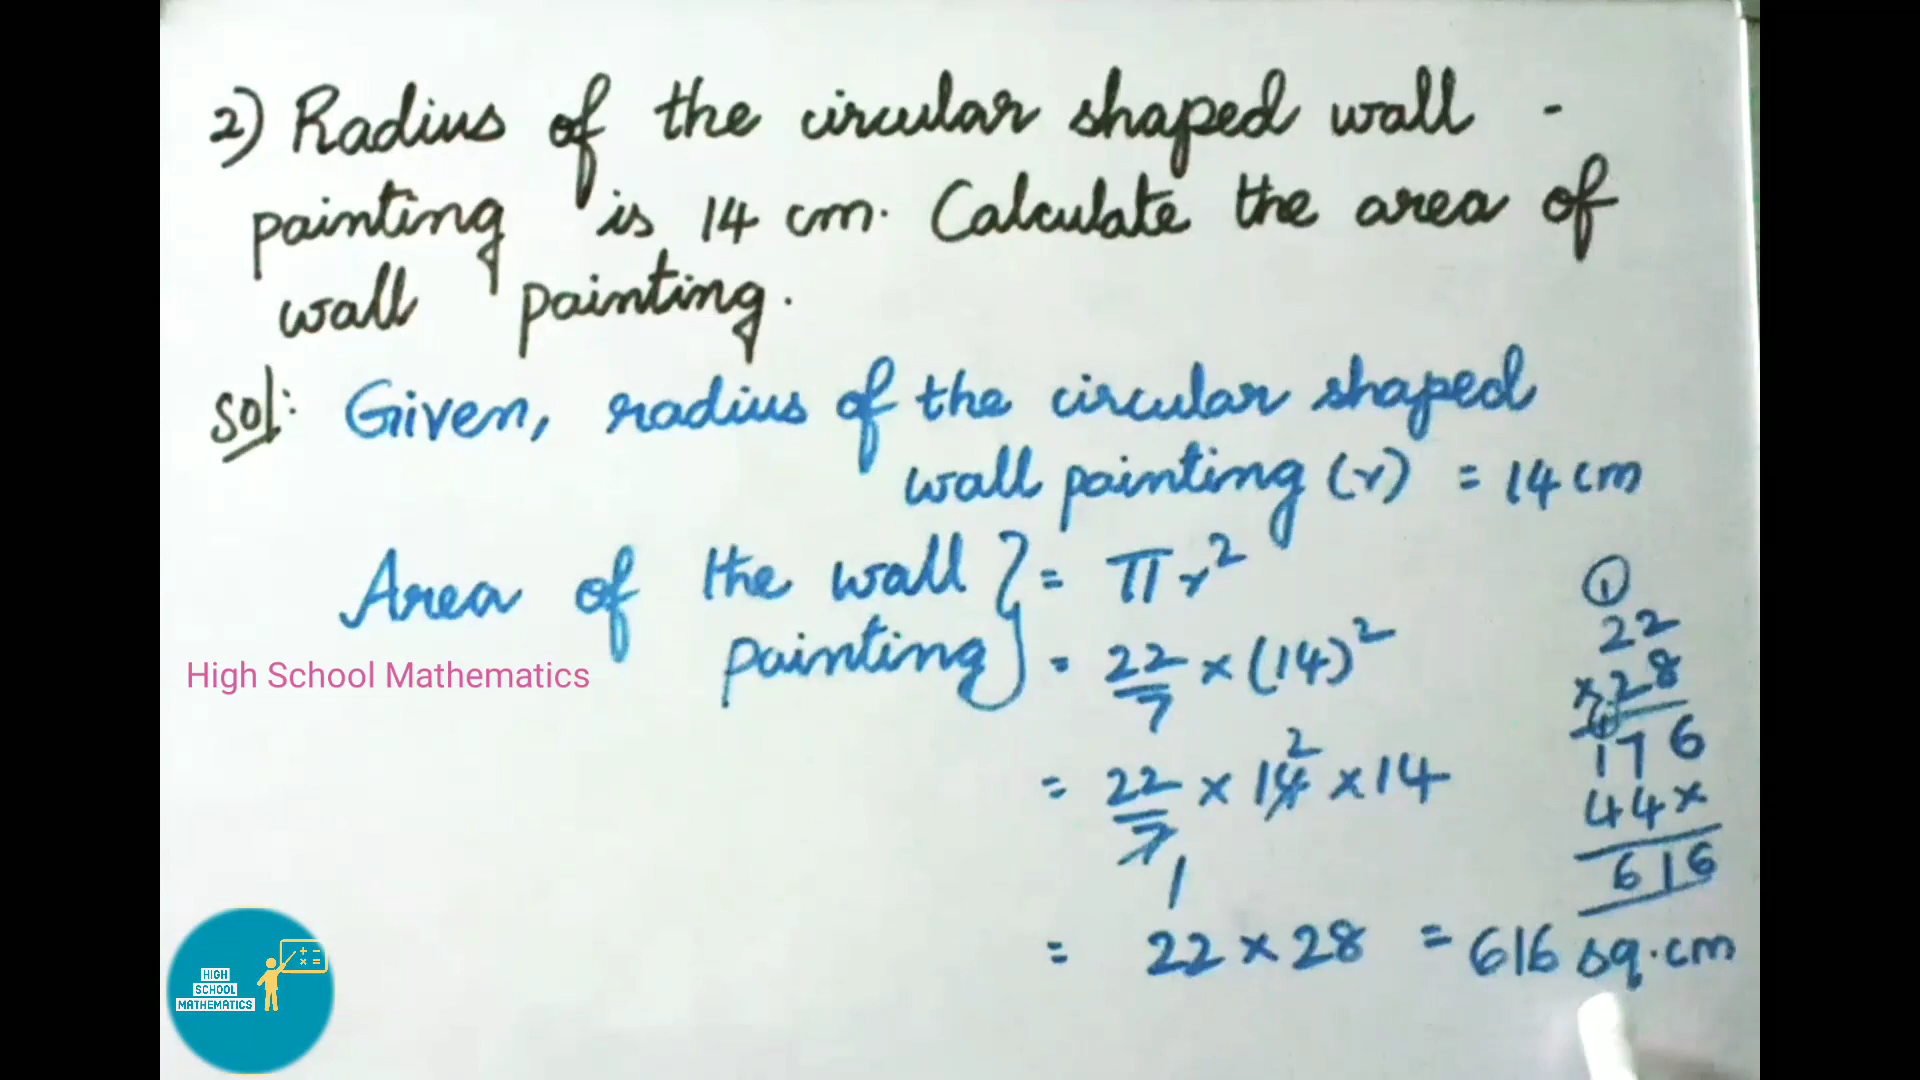 2) Radius of the circular shaped wall -
painting is 14 cm. Calculate the area of
wall painting.
Sol: Given, radius of the circular shaped
wall painting (r) = 14 cm
Area of the wall } = πr²
painting
= 22/7 × (14)²
= 22/7 × 14 × 14
2
1
= 22 × 28 = 616 sq.cm
①
22
×28
176
44×
616
High School Mathematics
HIGH
SCHOOL
MATHEMATICS